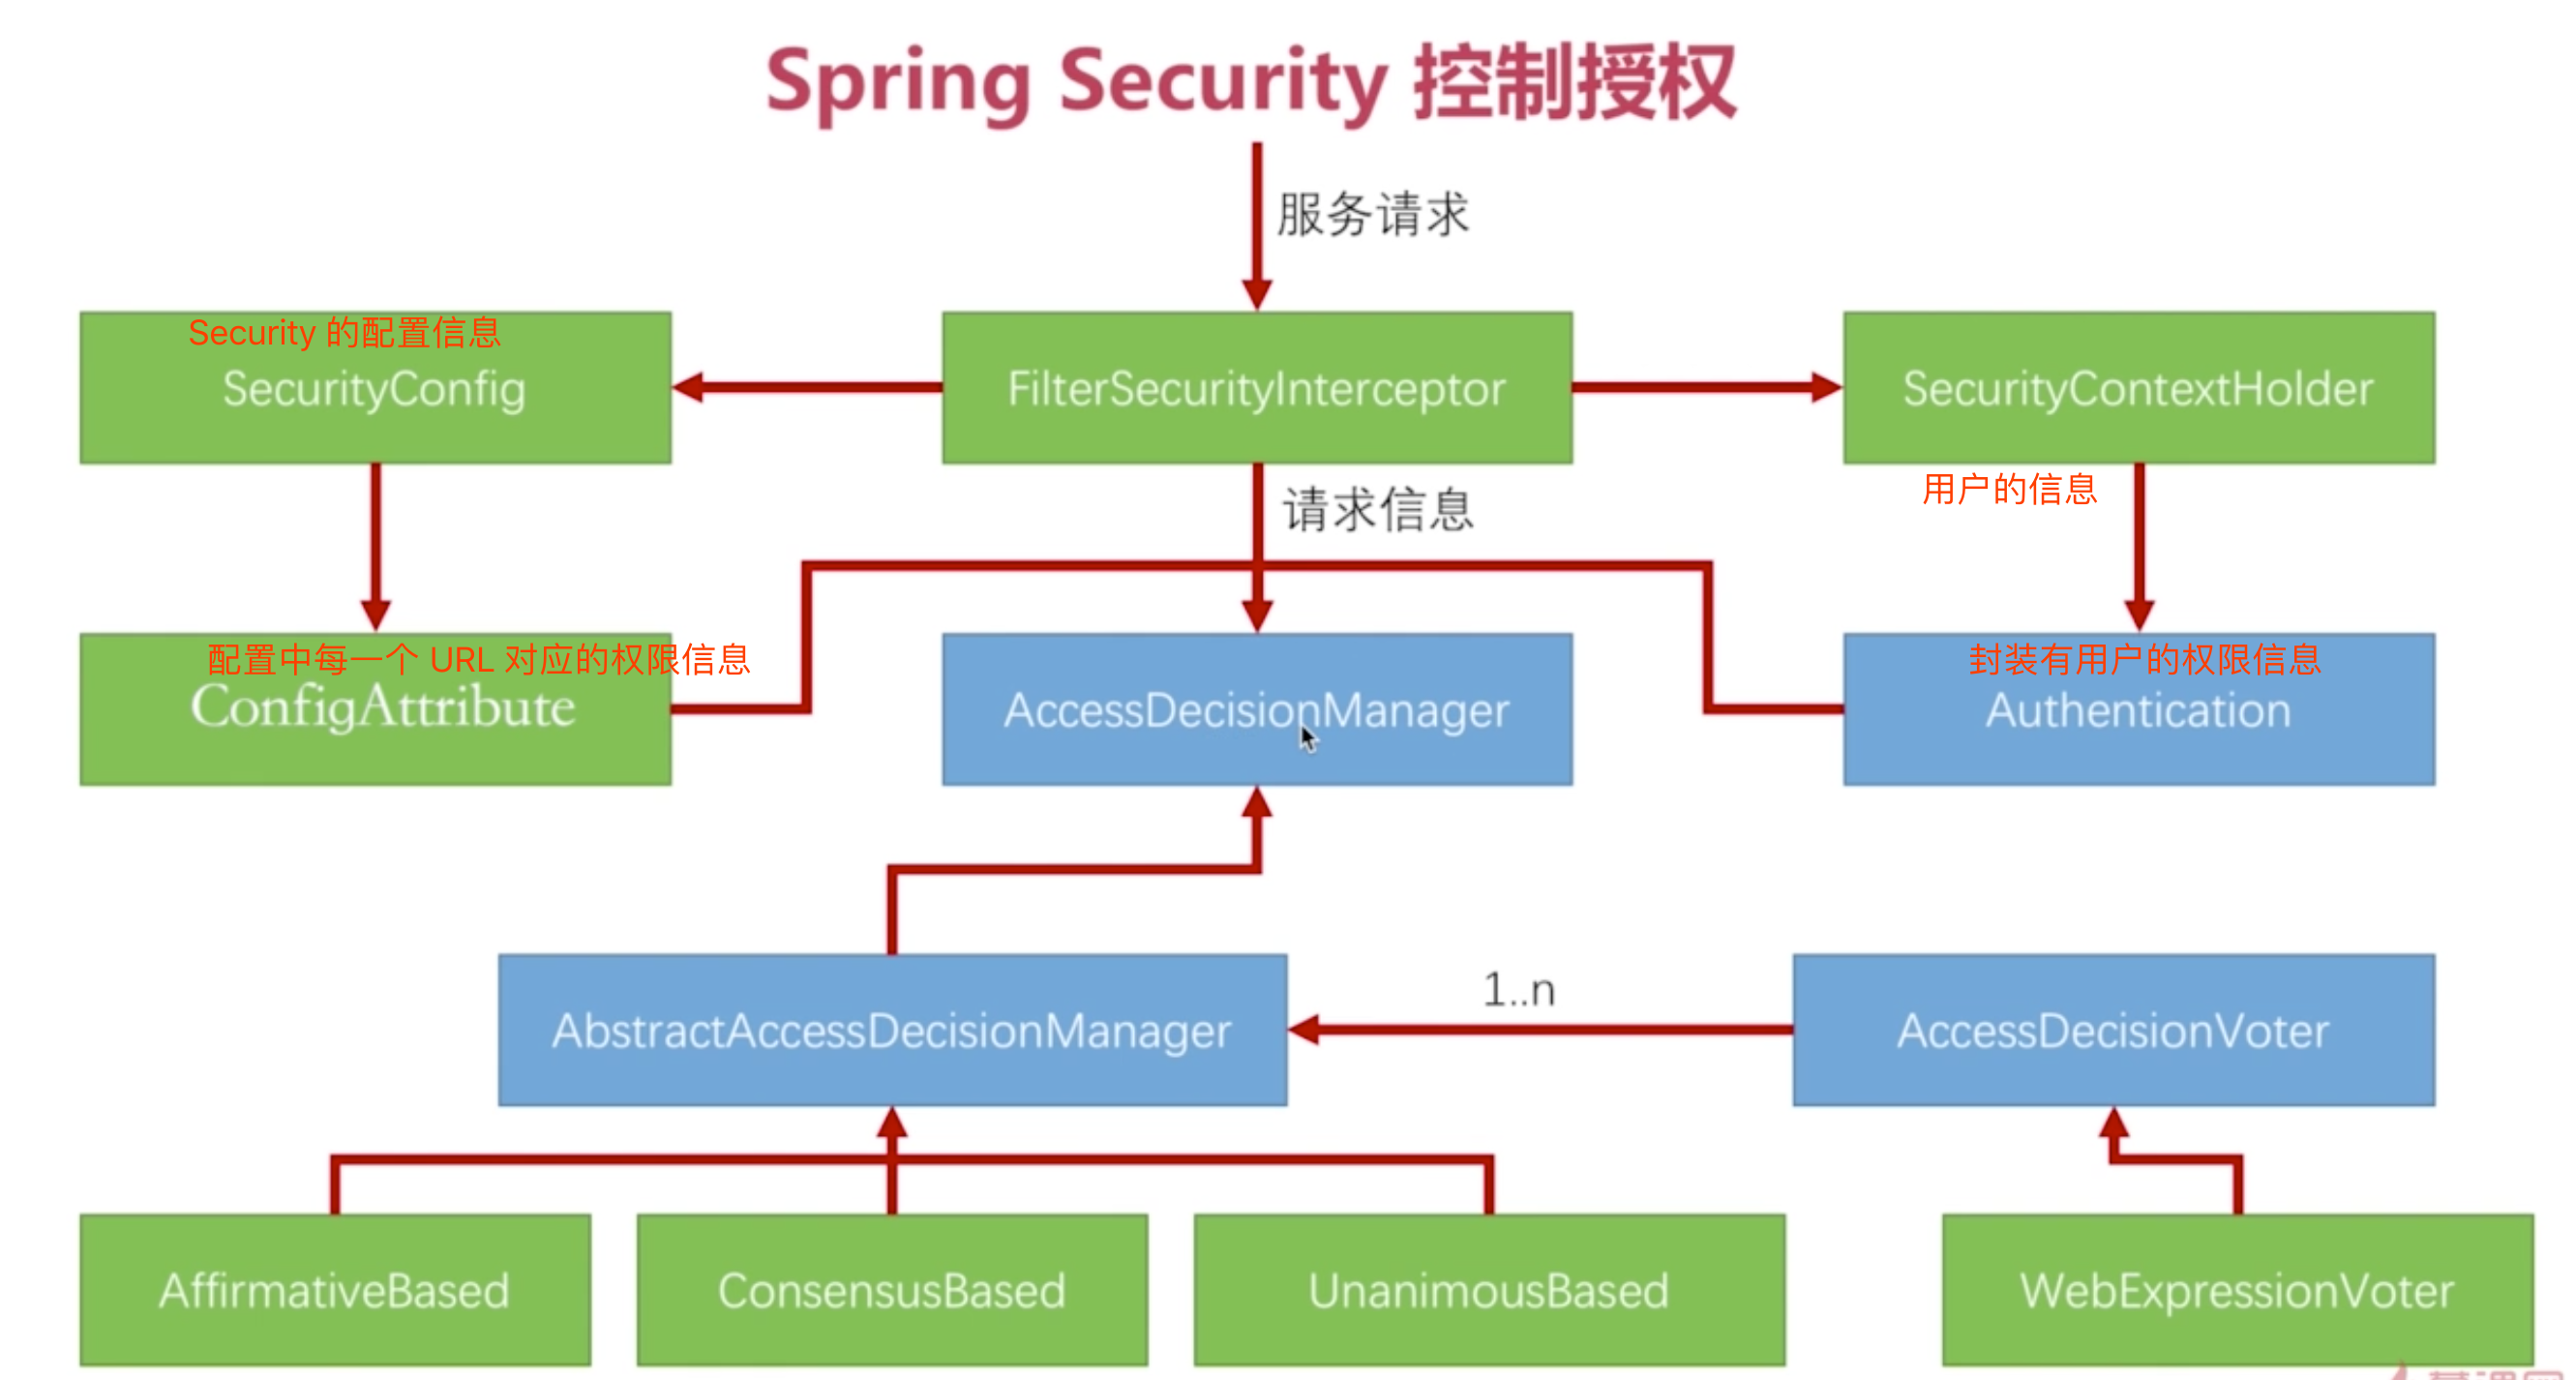 Spring Security 控制授权
服务请求
Security 的配置信息
SecurityConfig
FilterSecurityInterceptor
SecurityContextHolder
请求信息
用户的信息
配置中每一个 URL 对应的权限信息
ConfigAttribute
AccessDecisionManager
封装有用户的权限信息
Authentication
AbstractAccessDecisionManager
1..n
AccessDecisionVoter
AffirmativeBased
ConsensusBased
UnanimousBased
WebExpressionVoter